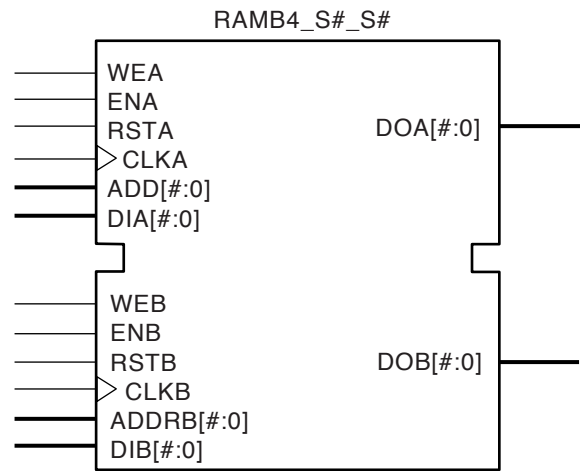 RAMB4_S#_S#
WEA
ENA
RSTA
CLKA
ADD[#:0]
DIA[#:0]
DOA[#:0]
WEB
ENB
RSTB
CLKB
ADDRB[#:0]
DIB[#:0]
DOB[#:0]